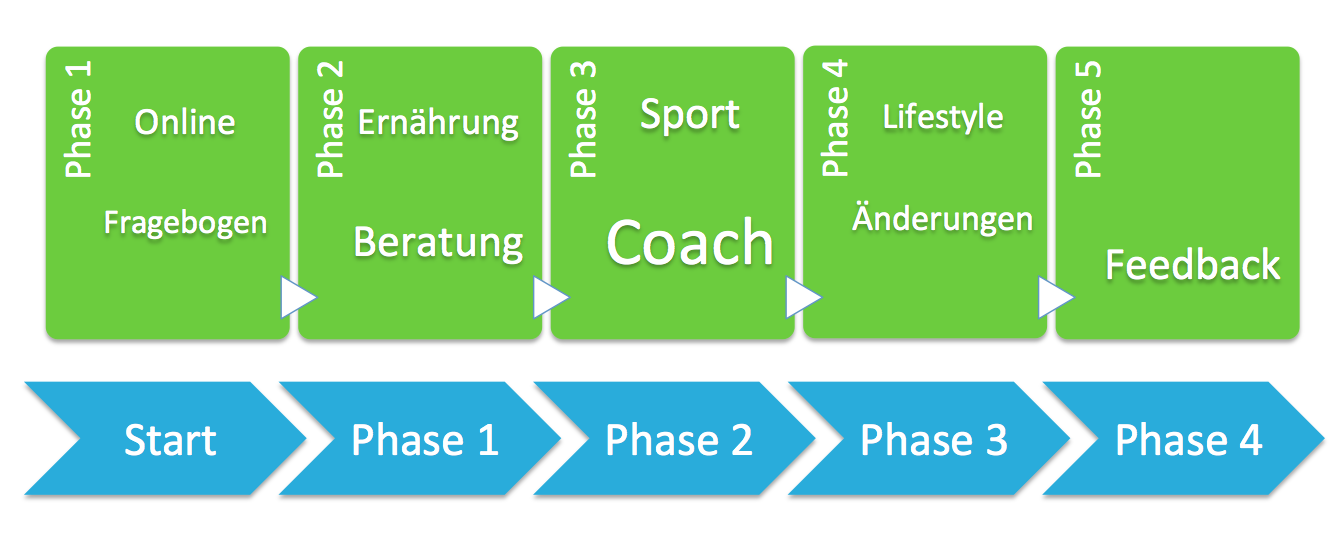 Phase 1
Online
Fragebogen
Phase 2
Ernährung
Beratung
Phase 3
Sport
Coach
Phase 4
Lifestyle
Änderungen
Phase 5
Feedback
Start
Phase 1
Phase 2
Phase 3
Phase 4